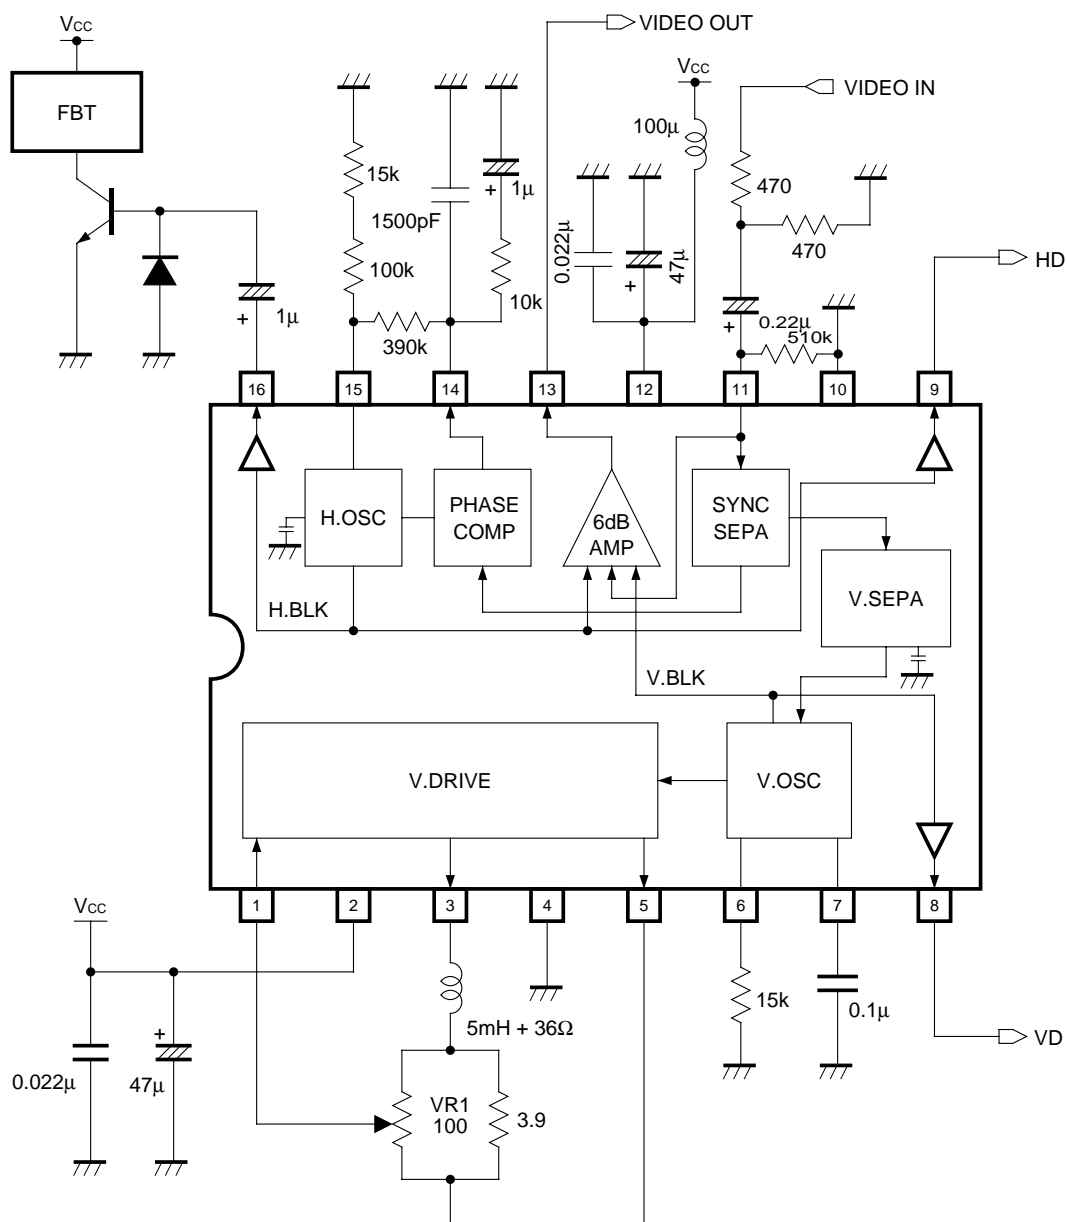 VIDEO OUT
VCC
VCC
VIDEO IN
FBT
100μ
15k
1μ
470
1500pF
0.022μ
47μ
470
HD
100k
10k
1μ
0.22μ
510k
390k
16
15
14
13
12
11
10
9
H.OSC
PHASE
COMP
6dB
AMP
SYNC
SEPA
V.SEPA
H.BLK
V.BLK
V.DRIVE
V.OSC
1
2
3
4
5
6
7
8
VCC
15k
0.1μ
5mH + 36Ω
VD
0.022μ
47μ
VR1
100
3.9
+
+
+
+
+